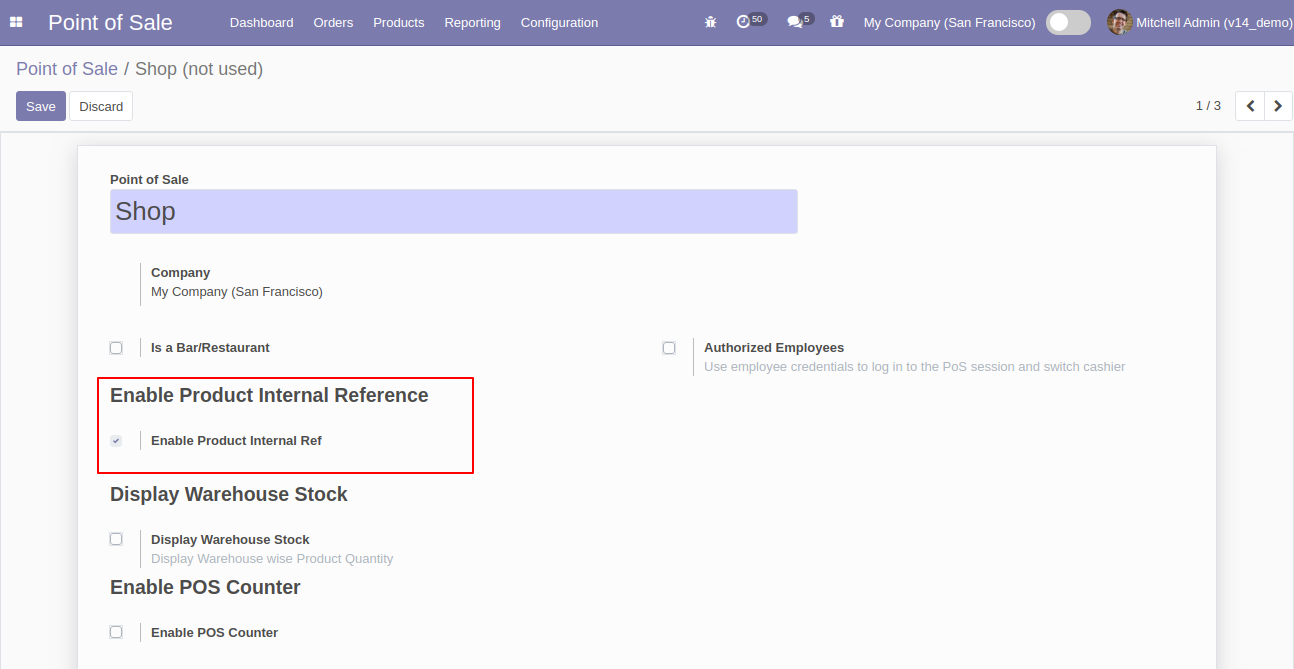 Point of Sale Dashboard Orders Products Reporting Configuration 50 5 My Company (San Francisco) Mitchell Admin (v14_demo)
Point of Sale / Shop (not used)
Save Discard 1 / 3
Point of Sale
Shop
Company
My Company (San Francisco)
Is a Bar/Restaurant
Authorized Employees
Use employee credentials to log in to the PoS session and switch cashier
Enable Product Internal Reference
Enable Product Internal Ref
Display Warehouse Stock
Display Warehouse Stock
Display Warehouse wise Product Quantity
Enable POS Counter
Enable POS Counter